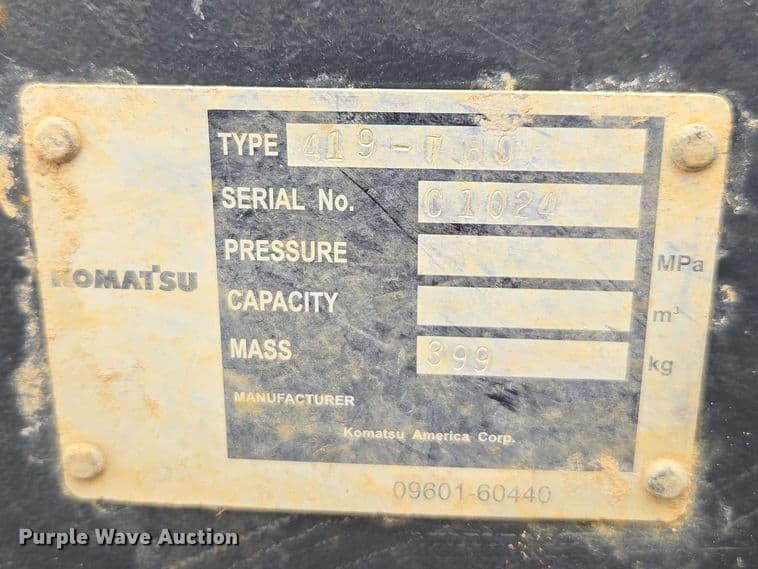 TYPE
SERIAL No. C1024
KOMATSU
PRESSURE MPa
CAPACITY m³
MASS 399 kg
MANUFACTURER
Komatsu America Corp.
09601-60440
Purple Wave Auction